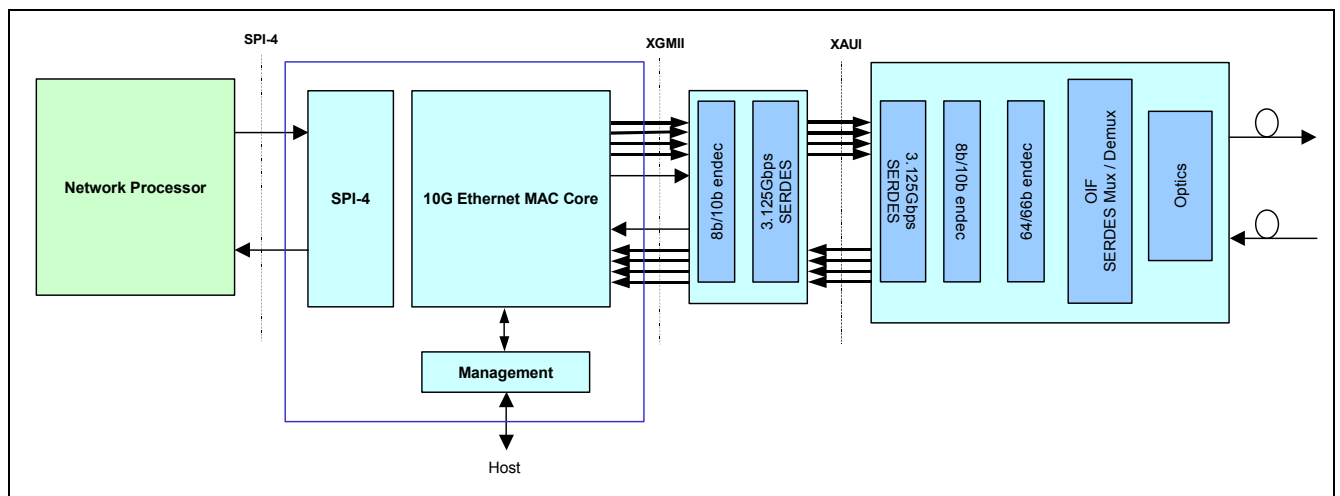 SPI-4
XGMII
XAUI
Network Processor
SPI-4
10G Ethernet MAC Core
8b/10b endec
3.125Gbps
SERDES
3.125Gbps
SERDES
8b/10b endec
64/66b endec
OIF
SERDES Mux / Demux
Optics
Management
Host